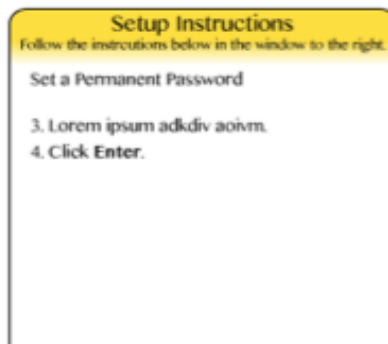 Setup Instructions
Follow the instrcutions below in the window to the right.
Set a Permanent Password
3. Lorem ipsum adkdiv aoivm.
4. Click Enter.